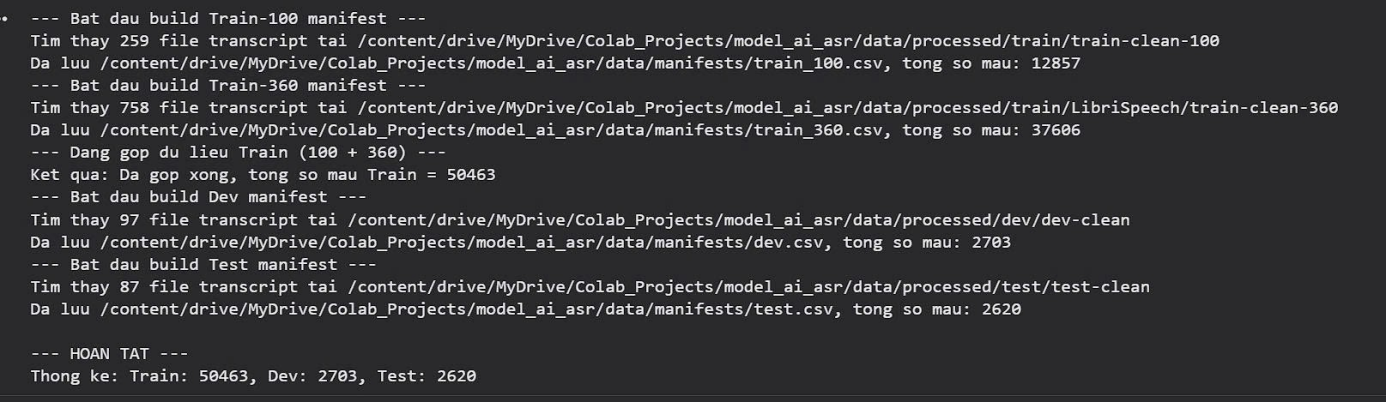 --- Bat dau build Train-100 manifest ---
Tim thay 259 file transcript tai /content/drive/MyDrive/Colab_Projects/model_ai_asr/data/processed/train/train-clean-100
Da luu /content/drive/MyDrive/Colab_Projects/model_ai_asr/data/manifests/train_100.csv, tong so mau: 12857
--- Bat dau build Train-360 manifest ---
Tim thay 758 file transcript tai /content/drive/MyDrive/Colab_Projects/model_ai_asr/data/processed/train/LibriSpeech/train-clean-360
Da luu /content/drive/MyDrive/Colab_Projects/model_ai_asr/data/manifests/train_360.csv, tong so mau: 37606
--- Dang gop du lieu Train (100 + 360) ---
Ket qua: Da gop xong, tong so mau Train = 50463
--- Bat dau build Dev manifest ---
Tim thay 97 file transcript tai /content/drive/MyDrive/Colab_Projects/model_ai_asr/data/processed/dev/dev-clean
Da luu /content/drive/MyDrive/Colab_Projects/model_ai_asr/data/manifests/dev.csv, tong so mau: 2703
--- Bat dau build Test manifest ---
Tim thay 87 file transcript tai /content/drive/MyDrive/Colab_Projects/model_ai_asr/data/processed/test/test-clean
Da luu /content/drive/MyDrive/Colab_Projects/model_ai_asr/data/manifests/test.csv, tong so mau: 2620

--- HOAN TAT ---
Thong ke: Train: 50463, Dev: 2703, Test: 2620